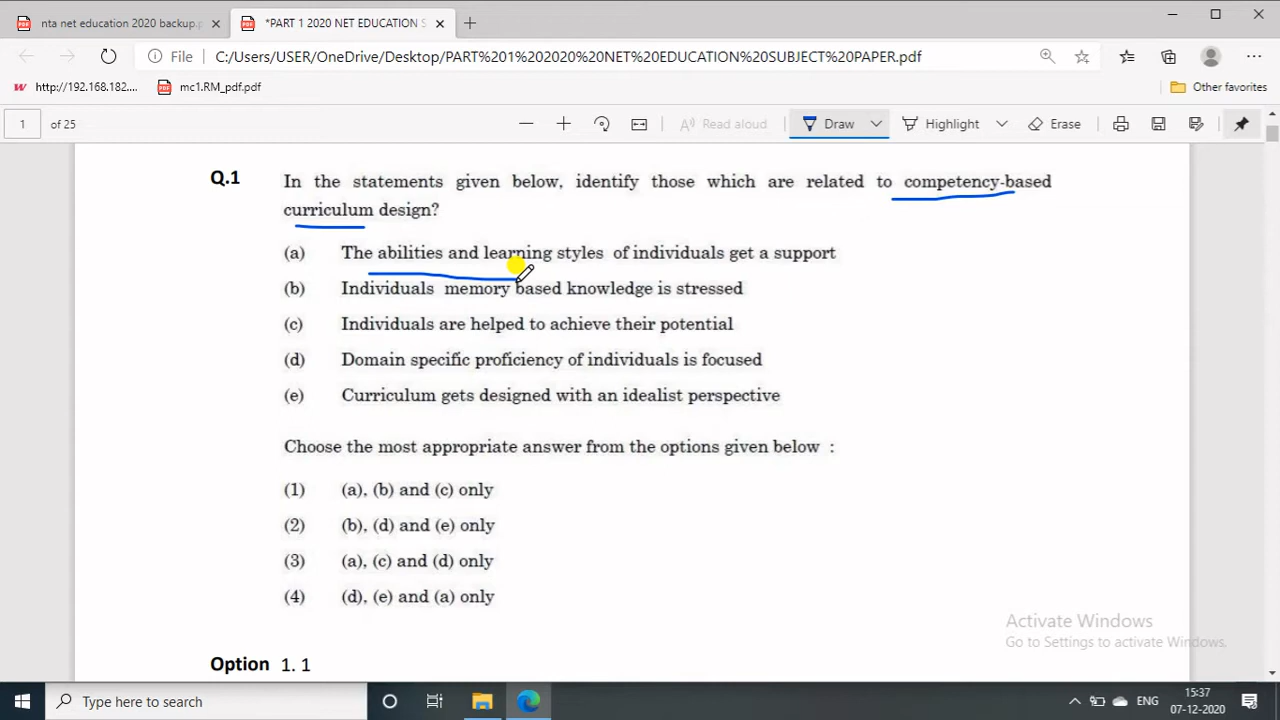 nta net education 2020 backup.p
*PART 1 2020 NET EDUCATION S
File C:/Users/USER/OneDrive/Desktop/PART%201%202020%20NET%20EDUCATION%20SUBJECT%20PAPER.pdf
http://192.168.182.... mc1.RM_pdf.pdf Other favorites
1 of 25 Read aloud Draw Highlight Erase
Q.1 In the statements given below, identify those which are related to competency-based
curriculum design?
(a) The abilities and learning styles of individuals get a support
(b) Individuals memory based knowledge is stressed
(c) Individuals are helped to achieve their potential
(d) Domain specific proficiency of individuals is focused
(e) Curriculum gets designed with an idealist perspective
Choose the most appropriate answer from the options given below :
(1) (a), (b) and (c) only
(2) (b), (d) and (e) only
(3) (a), (c) and (d) only
(4) (d), (e) and (a) only
Activate Windows
Go to Settings to activate Windows.
Option 1. 1
Type here to search
ENG
15:37
07-12-2020